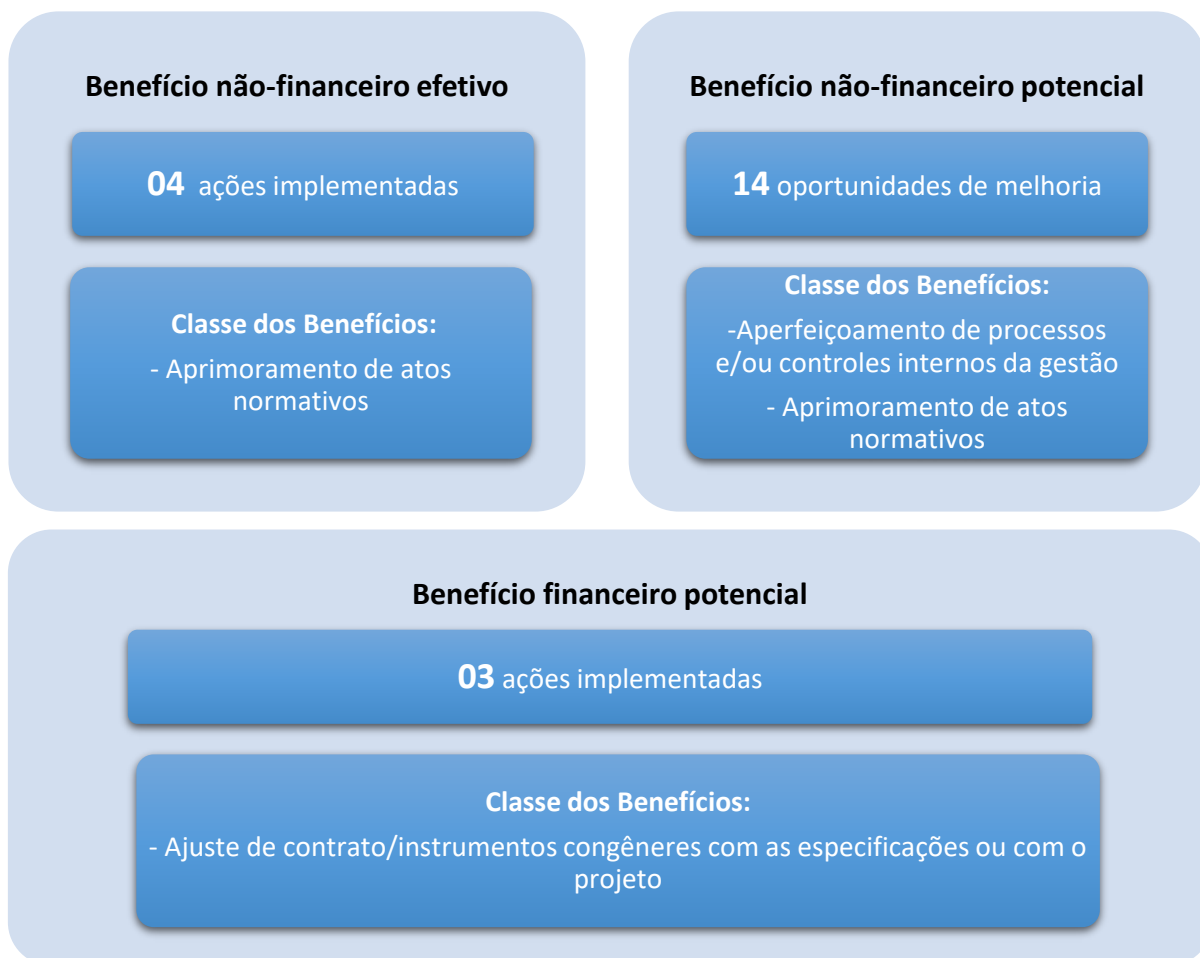 Benefício não-financeiro efetivo
04 ações implementadas
Classe dos Benefícios:
- Aprimoramento de atos
normativos
Benefício não-financeiro potencial
14 oportunidades de melhoria
Classe dos Benefícios:
-Aperfeiçoamento de processos
e/ou controles internos da gestão
- Aprimoramento de atos
normativos
Benefício financeiro potencial
03 ações implementadas
Classe dos Benefícios:
- Ajuste de contrato/instrumentos congêneres com as especificações ou com o
projeto